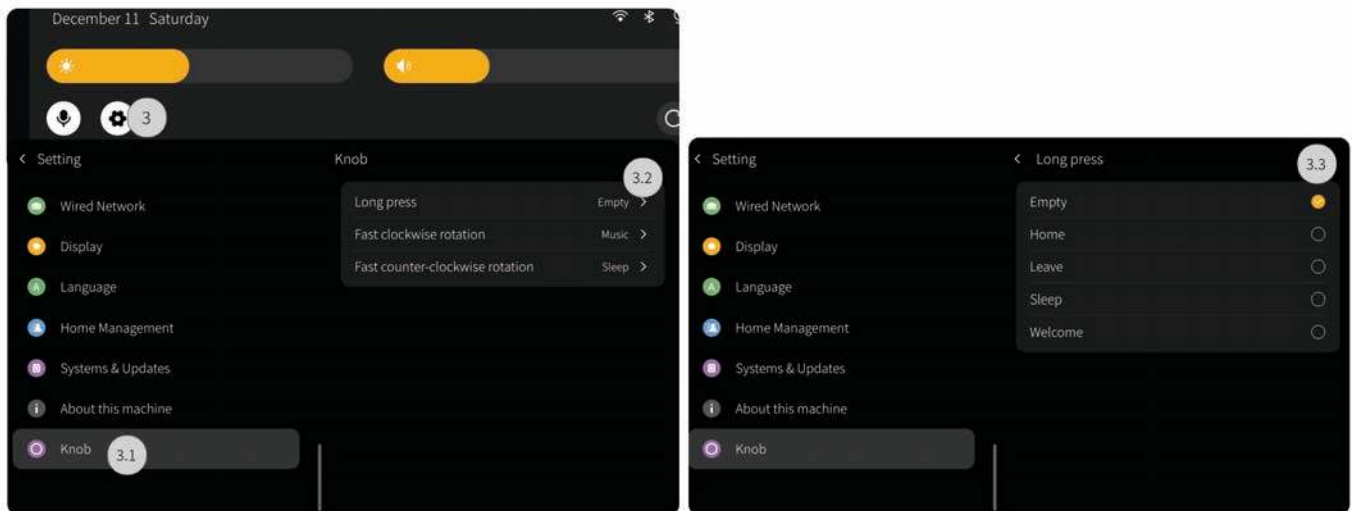 December 11 Saturday
3
Setting
Wired Network
Display
A Language
Home Management
Systems & Updates
i About this machine
Knob 3.1
Knob
3.2
Long press Empty
Fast clockwise rotation Music
Fast counter-clockwise rotation Sleep
Setting
Wired Network
Display
A Language
Home Management
Systems & Updates
i About this machine
Knob
Long press
3.3
Empty
Home
Leave
Sleep
Welcome